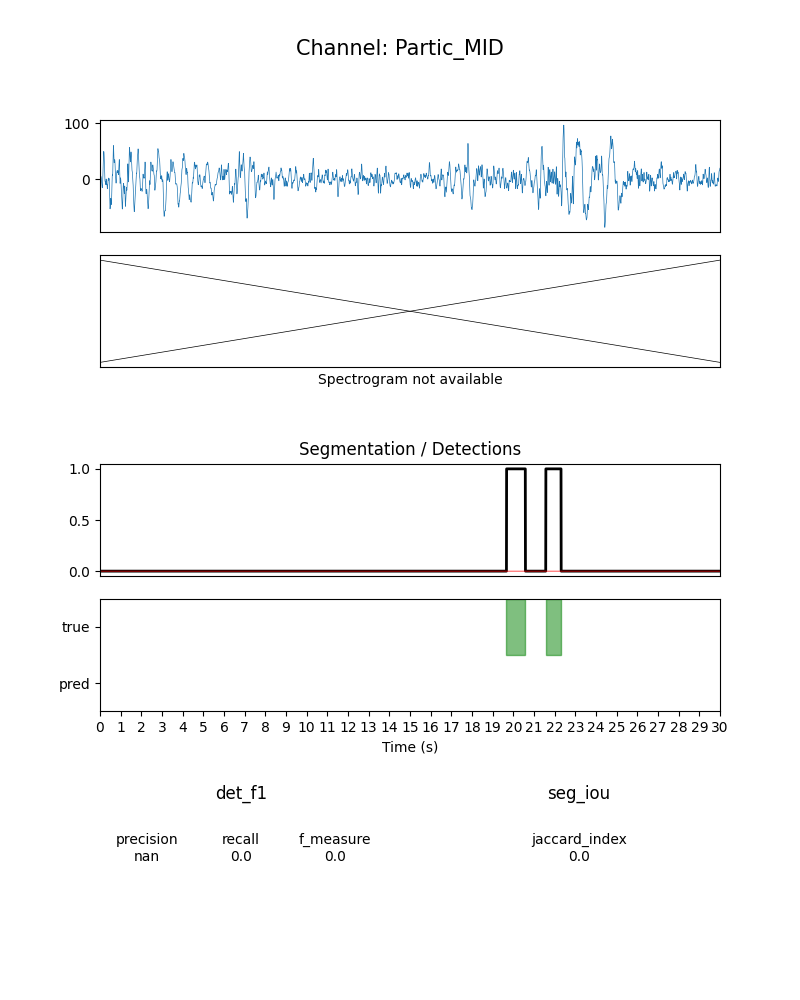 Channel: Partic_MID
100
0
Spectrogram not available
Segmentation / Detections
1.0
0.5
0.0
true
pred
0 1 2 3 4 5 6 7 8 9 10 11 12 13 14 15 16 17 18 19 20 21 22 23 24 25 26 27 28 29 30
Time (s)
det_f1 seg_iou
precision recall f_measure jaccard_index
nan 0.0 0.0 0.0